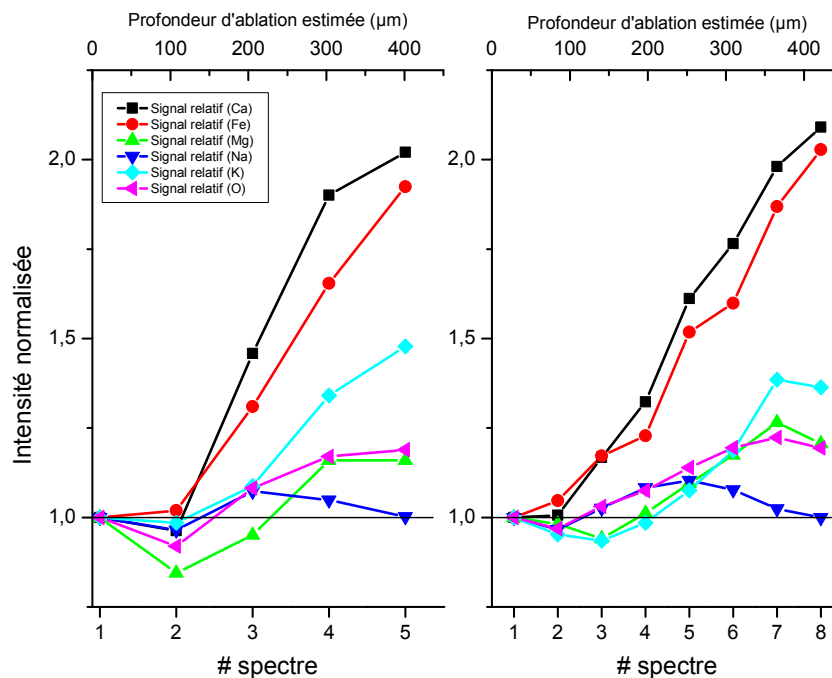 Profondeur d'ablation estimée (µm)
0 100 200 300 400
Profondeur d'ablation estimée (µm)
0 100 200 300 400
Signal relatif (Ca)
Signal relatif (Fe)
Signal relatif (Mg)
Signal relatif (Na)
Signal relatif (K)
Signal relatif (O)
Intensité normalisée
2,0
1,5
1,0
2,0
1,5
1,0
1 2 3 4 5
# spectre
1 2 3 4 5 6 7 8
# spectre